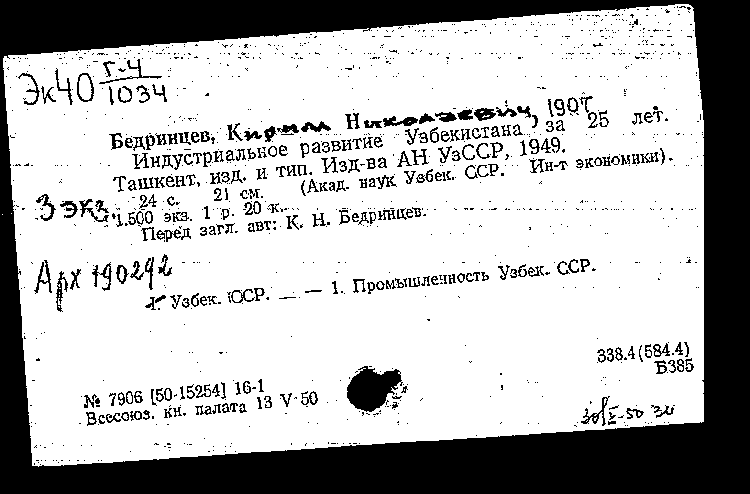 Эк40 Г-4/1034
Бедринцев, Кирилл Николаевич, 1907
Индустриальное развитие Узбекистана за 25 лет.
Ташкент, изд. и тип. Изд-ва АН УзССР, 1949.
24 с. 21 см. (Акад. наук Узбек. ССР. Ин-т экономики).
3 экз. 1.500 экз. 1 р. 20 к.
Перед загл. авт: К. Н. Бедринцев.
Арх 190292
1. Узбек. ЮСР. — — 1. Промышленность Узбек. ССР.
338.4(584.4)
Б385
№ 7906 [50-15254] 16-1
Всесоюз. кн. палата 13 V 50